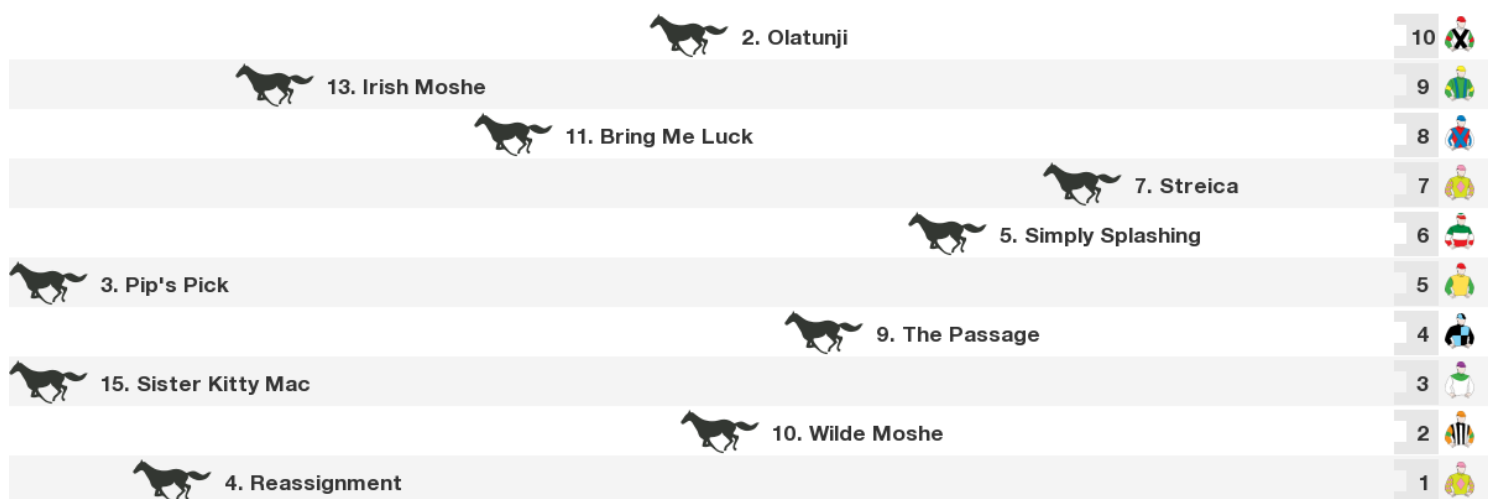 2. Olatunji 10
13. Irish Moshe 9
11. Bring Me Luck 8
7. Streica 7
5. Simply Splashing 6
3. Pip's Pick 5
9. The Passage 4
15. Sister Kitty Mac 3
10. Wilde Moshe 2
4. Reassignment 1